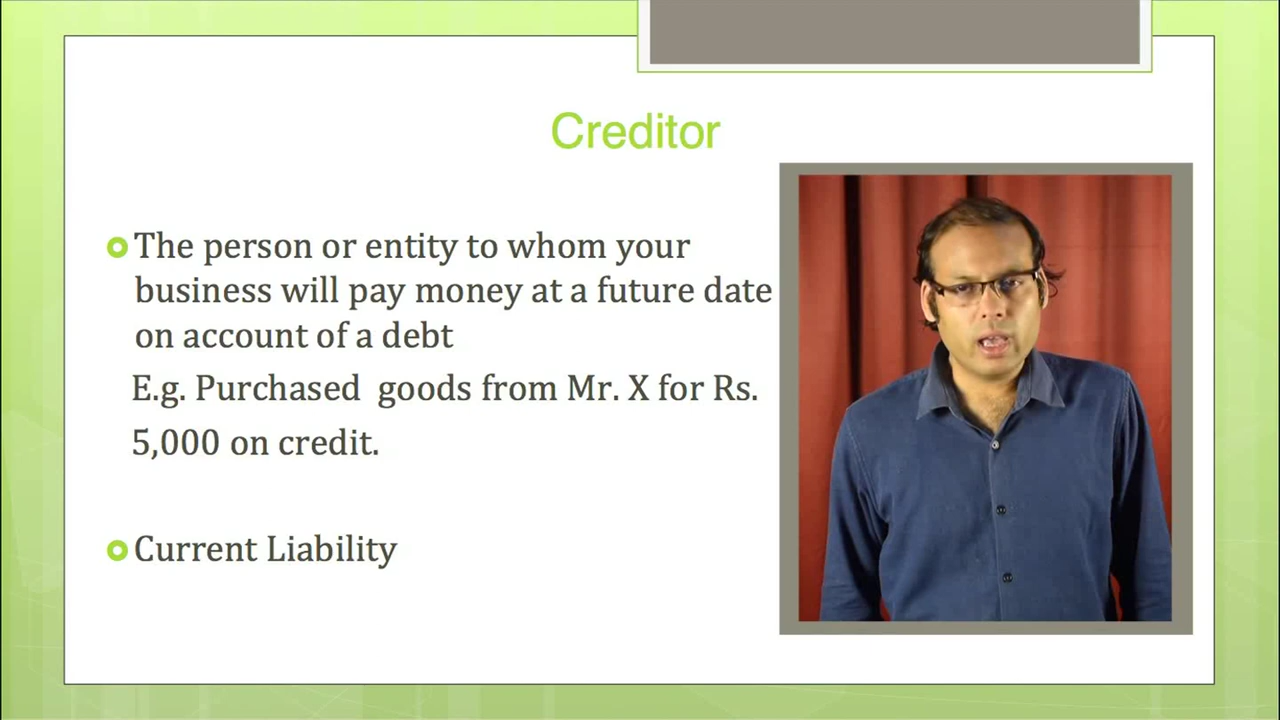 Creditor
The person or entity to whom your
business will pay money at a future date
on account of a debt
E.g. Purchased goods from Mr. X for Rs.
5,000 on credit.
Current Liability